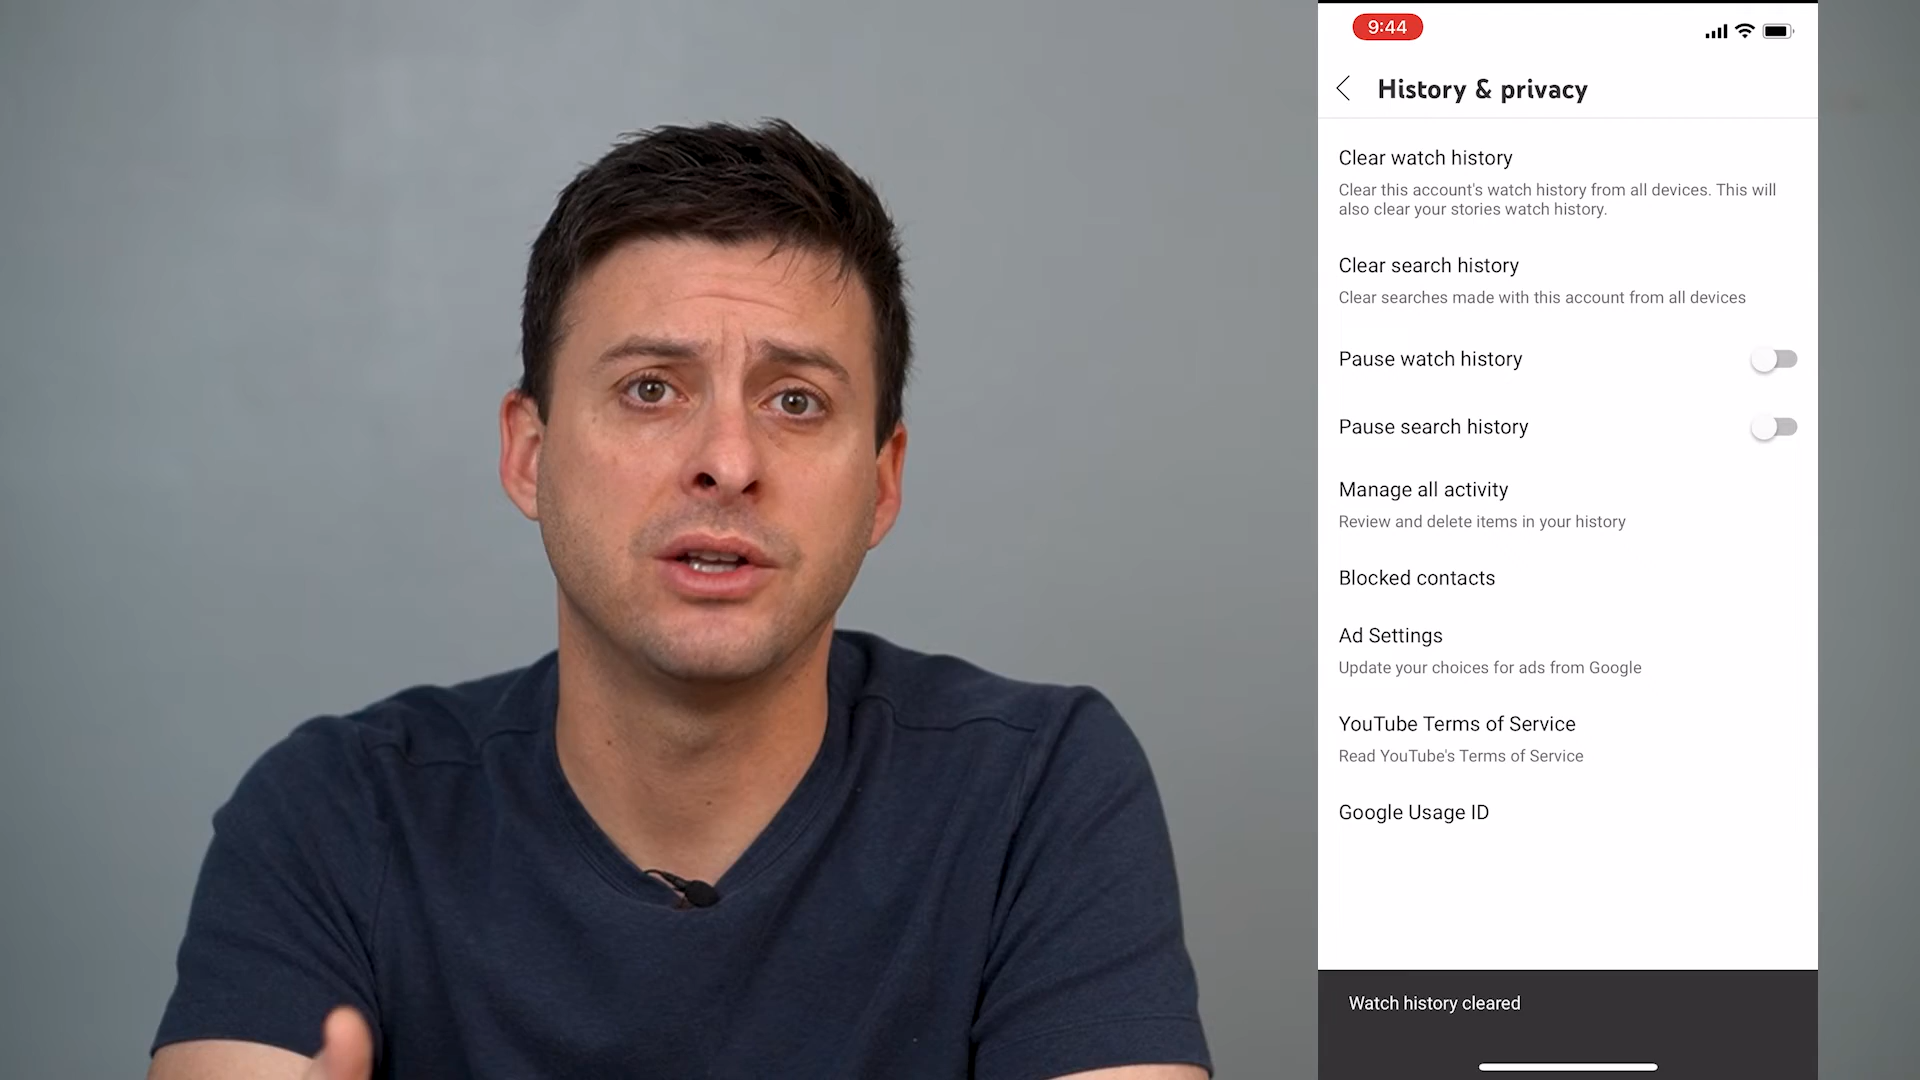 9:44
History & privacy
Clear watch history
Clear this account's watch history from all devices. This will
also clear your stories watch history.
Clear search history
Clear searches made with this account from all devices
Pause watch history
Pause search history
Manage all activity
Review and delete items in your history
Blocked contacts
Ad Settings
Update your choices for ads from Google
YouTube Terms of Service
Read YouTube's Terms of Service
Google Usage ID
Watch history cleared